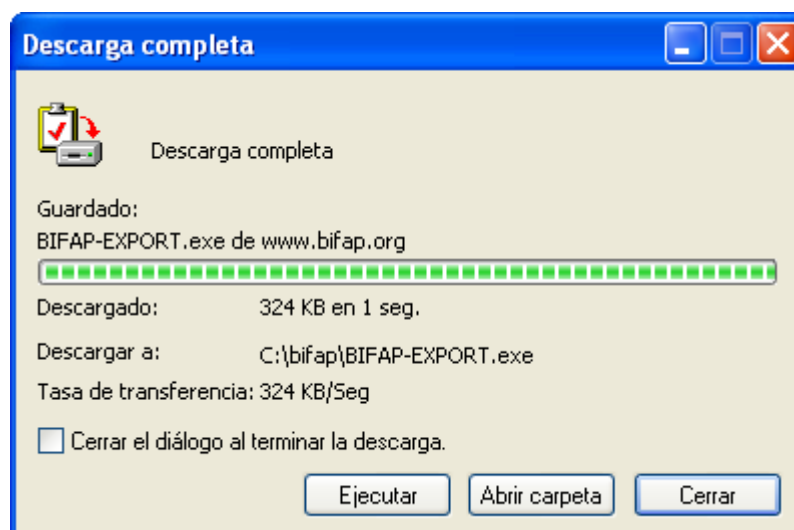 Descarga completa
Descarga completa
Guardado:
BIFAP-EXPORT.exe de www.bifap.org
Descargado: 324 KB en 1 seg.
Descargar a: C:\bifap\BIFAP-EXPORT.exe
Tasa de transferencia: 324 KB/Seg
Cerrar el diálogo al terminar la descarga.
Ejecutar Abrir carpeta Cerrar